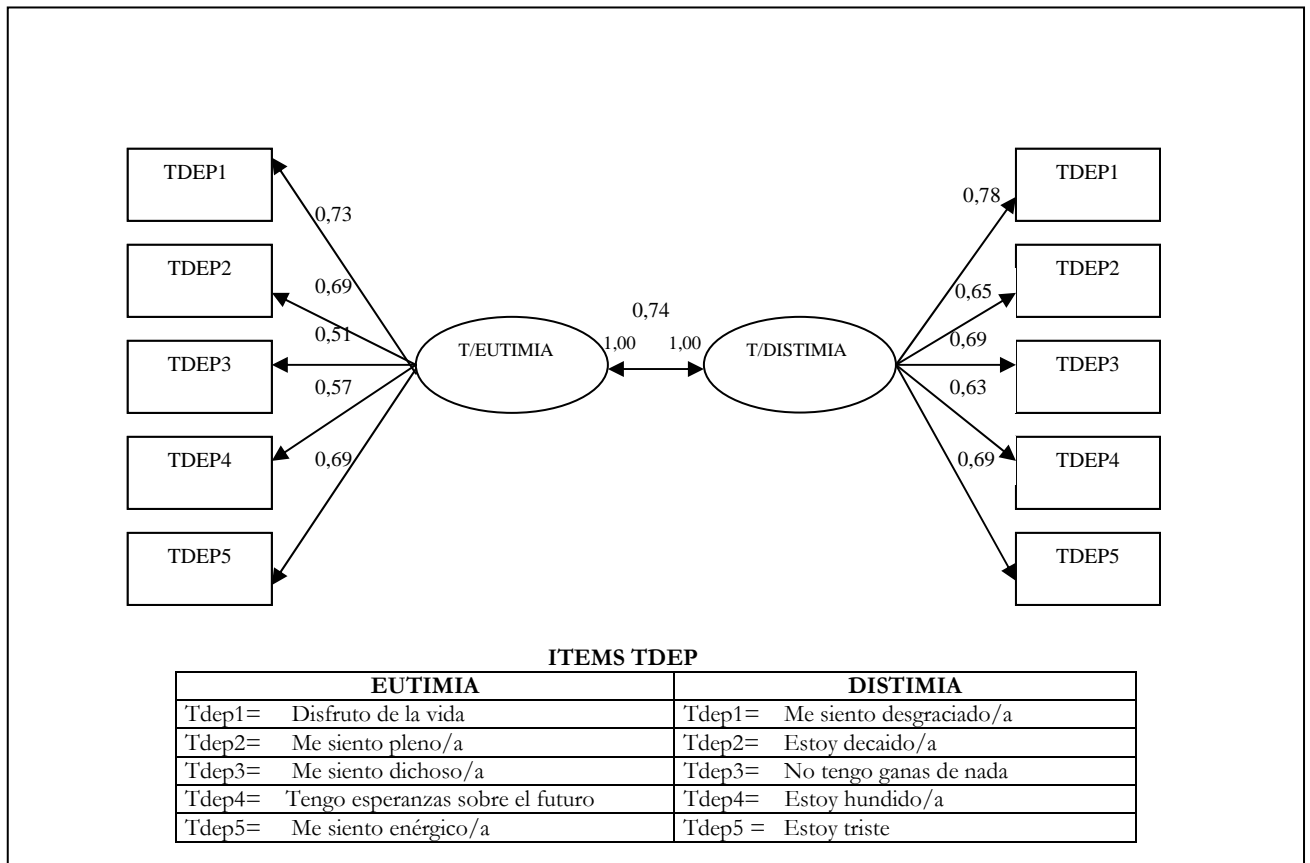 TDEP1 TDEP1
0,73 0,78
TDEP2 TDEP2
0,69 0,65
0,51 0,74 0,69
T/EUTIMIA 1,00 1,00 T/DISTIMIA
TDEP3 TDEP3
0,57 0,63
TDEP4 TDEP4
0,69 0,69
TDEP5 TDEP5
ITEMS TDEP
EUTIMIA DISTIMIA
Tdep1= Disfruto de la vida Tdep1= Me siento desgraciado/a
Tdep2= Me siento pleno/a Tdep2= Estoy decaido/a
Tdep3= Me siento dichoso/a Tdep3= No tengo ganas de nada
Tdep4= Tengo esperanzas sobre el futuro Tdep4= Estoy hundido/a
Tdep5= Me siento enérgico/a Tdep5 = Estoy triste